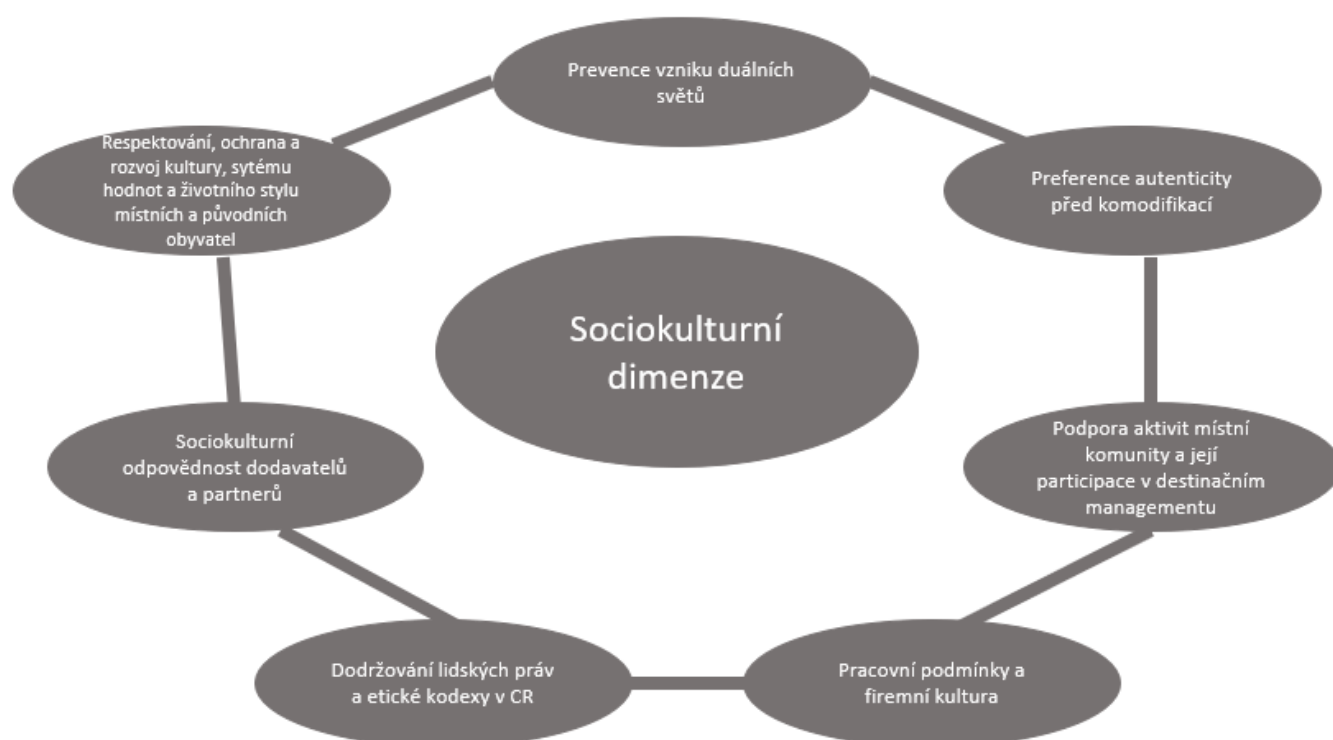 Prevence vzniku duálních
světů
Respektování, ochrana a
rozvoj kultury, sytému
hodnot a životního stylu
místních a původních
obyvatel
Preference autenticity
před komodifikací
Sociokulturní
dimenze
Sociokulturní
odpovědnost dodavatelů
a partnerů
Podpora aktivit místní
komunity a její
participace v destinačním
managementu
Dodržování lidských práv
a etické kodexy v CR
Pracovní podmínky a
firemní kultura